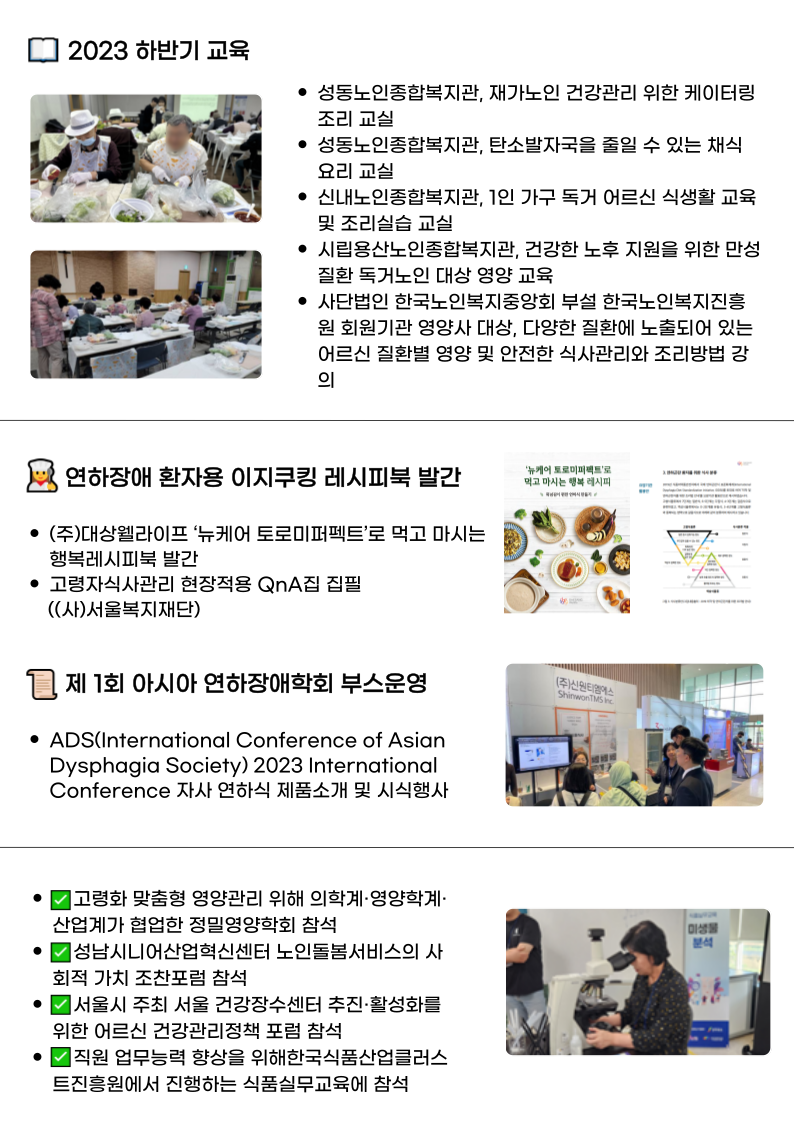 2023 하반기 교육
성동노인종합복지관, 재가노인 건강관리 위한 케이터링
조리 교실
성동노인종합복지관, 탄소발자국을 줄일 수 있는 채식
요리 교실
신내노인종합복지관, 1인 가구 독거 어르신 식생활 교육
및 조리실습 교실
시립용산노인종합복지관, 건강한 노후 지원을 위한 만성
질환 독거노인 대상 영양 교육
사단법인 한국노인복지중앙회 부설 한국노인복지진흥
원 회원기관 영양사 대상, 다양한 질환에 노출되어 있는
어르신 질환별 영양 및 안전한 식사관리와 조리방법 강
의
연하장애 환자용 이지쿠킹 레시피북 발간
(주)대상웰라이프 ‘뉴케어 토로미퍼펙트’로 먹고 마시는
행복레시피북 발간
고령자식사관리 현장적용 QnA집 집필
((사)서울복지재단)
'뉴케어 토로미퍼펙트'로
먹고 마시는 행복 레시피
제 1회 아시아 연하장애학회 부스운영
ADS(International Conference of Asian
Dysphagia Society) 2023 International
Conference 자사 연하식 제품소개 및 시식행사
(주)신원티엠에스
ShinwonTMS Inc.
고령화 맞춤형 영양관리 위해 의학계·영양학계·
산업계가 협업한 정밀영양학회 참석
성남시니어산업혁신센터 노인돌봄서비스의 사
회적 가치 조찬포럼 참석
서울시 주최 서울 건강장수센터 추진·활성화를
위한 어르신 건강관리정책 포럼 참석
직원 업무능력 향상을 위해한국식품산업클러스
트진흥원에서 진행하는 식품실무교육에 참석
식품실무교육
미생물
분석